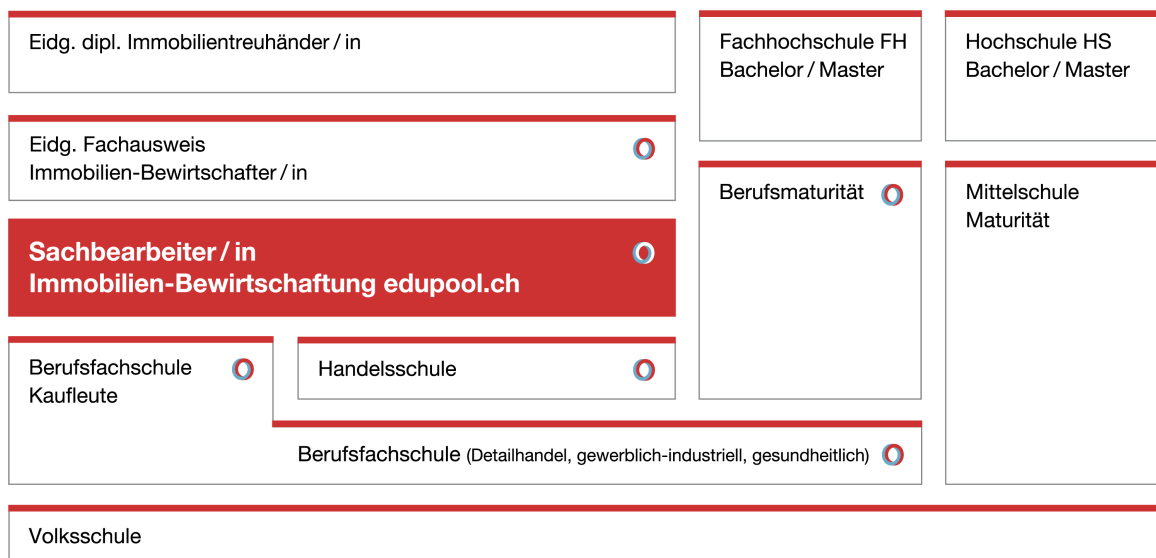 Eidg. dipl. Immobilientreuhänder / in
Fachhochschule FH
Bachelor / Master
Hochschule HS
Bachelor / Master
Eidg. Fachausweis
Immobilien-Bewirtschafter / in
Berufsmaturität
Mittelschule
Maturität
Sachbearbeiter / in
Immobilien-Bewirtschaftung edupool.ch
Berufsfachschule
Kaufleute
Handelsschule
Berufsfachschule (Detailhandel, gewerblich-industriell, gesundheitlich)
Volksschule